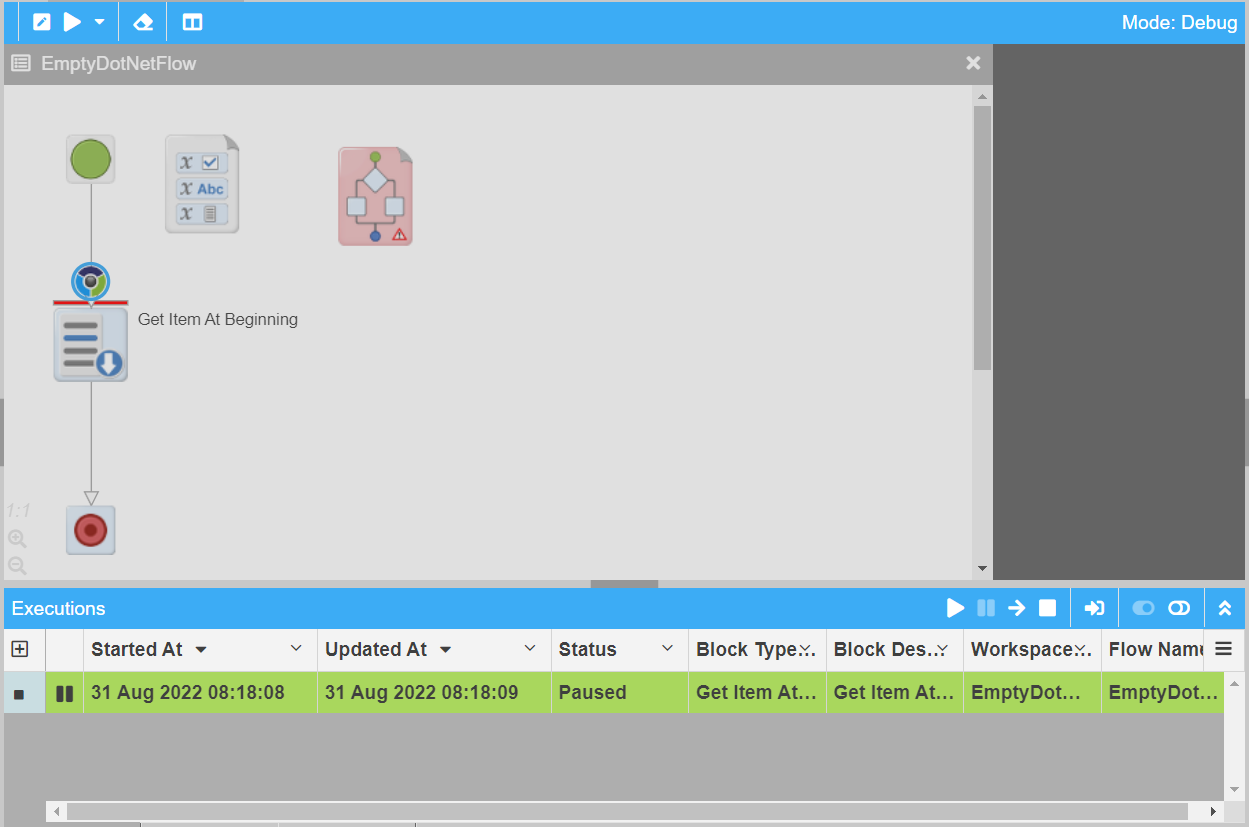 Mode: Debug
EmptyDotNetFlow
x
x Abc
x
Get Item At Beginning
1:1
Executions
Started At Updated At Status Block Type... Block Des... Workspace... Flow Name
31 Aug 2022 08:18:08 31 Aug 2022 08:18:09 Paused Get Item At... Get Item At... EmptyDot... EmptyDot...